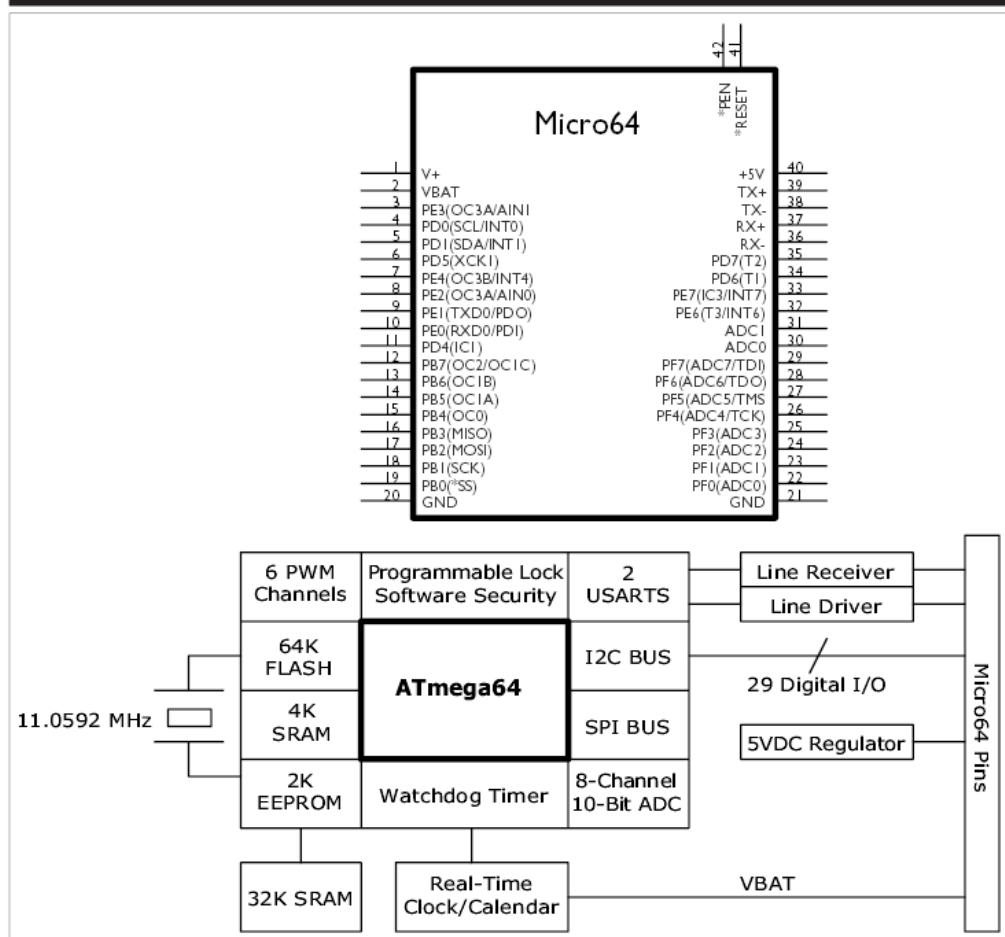 42
41
*PEN
*RESET
Micro64
1 V+
2 VBAT
3 PE3(OC3A/AIN1
4 PD0(SCL/INT0)
5 PD1(SDA/INT1)
6 PD5(XCK1)
7 PE4(OC3B/INT4)
8 PE2(OC3A/AIN0)
9 PE1(TXD0/PDO)
10 PE0(RXD0/PDI)
11 PD4(IC1)
12 PB7(OC2/OC1C)
13 PB6(OC1B)
14 PB5(OC1A)
15 PB4(OC0)
16 PB3(MISO)
17 PB2(MOSI)
18 PB1(SCK)
19 PB0(*SS)
20 GND
+5V 40
TX+ 39
TX- 38
RX+ 37
RX- 36
PD7(T2) 35
PD6(T1) 34
PE7(IC3/INT7) 33
PE6(T3/INT6) 32
ADC1 31
ADC0 30
PF7(ADC7/TDI) 29
PF6(ADC6/TDO) 28
PF5(ADC5/TMS 27
PF4(ADC4/TCK) 26
PF3(ADC3) 25
PF2(ADC2) 24
PF1(ADC1) 23
PF0(ADC0) 22
GND 21
6 PWM
Channels
Programmable Lock
Software Security
2
USARTS
Line Receiver
Line Driver
64K
FLASH
ATmega64
I2C BUS
29 Digital I/O
11.0592 MHz
4K
SRAM
SPI BUS
5VDC Regulator
Micro64 Pins
2K
EEPROM
Watchdog Timer
8-Channel
10-Bit ADC
32K SRAM
Real-Time
Clock/Calendar
VBAT